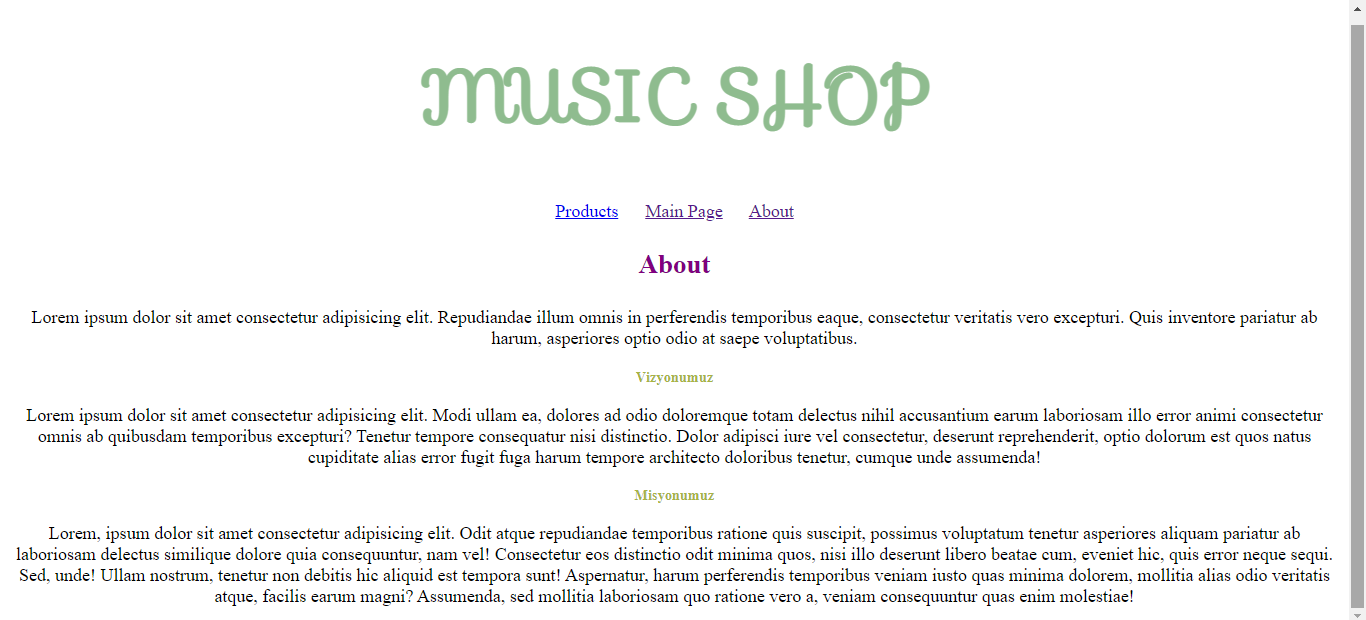 MUSIC SHOP
Products Main Page About
About
Lorem ipsum dolor sit amet consectetur adipisicing elit. Repudiandae illum omnis in perferendis temporibus eaque, consectetur veritatis vero excepturi. Quis inventore pariatur ab
harum, asperiores optio odio at saepe voluptatibus.
Vizyonumuz
Lorem ipsum dolor sit amet consectetur adipisicing elit. Modi ullam ea, dolores ad odio doloremque totam delectus nihil accusantium earum laboriosam illo error animi consectetur
omnis ab quibusdam temporibus excepturi? Tenetur tempore consequatur nisi distinctio. Dolor adipisci iure vel consectetur, deserunt reprehenderit, optio dolorum est quos natus
cupiditate alias error fugit fuga harum tempore architecto doloribus tenetur, cumque unde assumenda!
Misyonumuz
Lorem, ipsum dolor sit amet consectetur adipisicing elit. Odit atque repudiandae temporibus ratione quis suscipit, possimus voluptatum tenetur asperiores aliquam pariatur ab
laboriosam delectus similique dolore quia consequuntur, nam vel! Consectetur eos distinctio odit minima quos, nisi illo deserunt libero beatae cum, eveniet hic, quis error neque sequi.
Sed, unde! Ullam nostrum, tenetur non debitis hic aliquid est tempora sunt! Aspernatur, harum perferendis temporibus veniam iusto quas minima dolorem, mollitia alias odio veritatis
atque, facilis earum magni? Assumenda, sed mollitia laboriosam quo ratione vero a, veniam consequuntur quas enim molestiae!